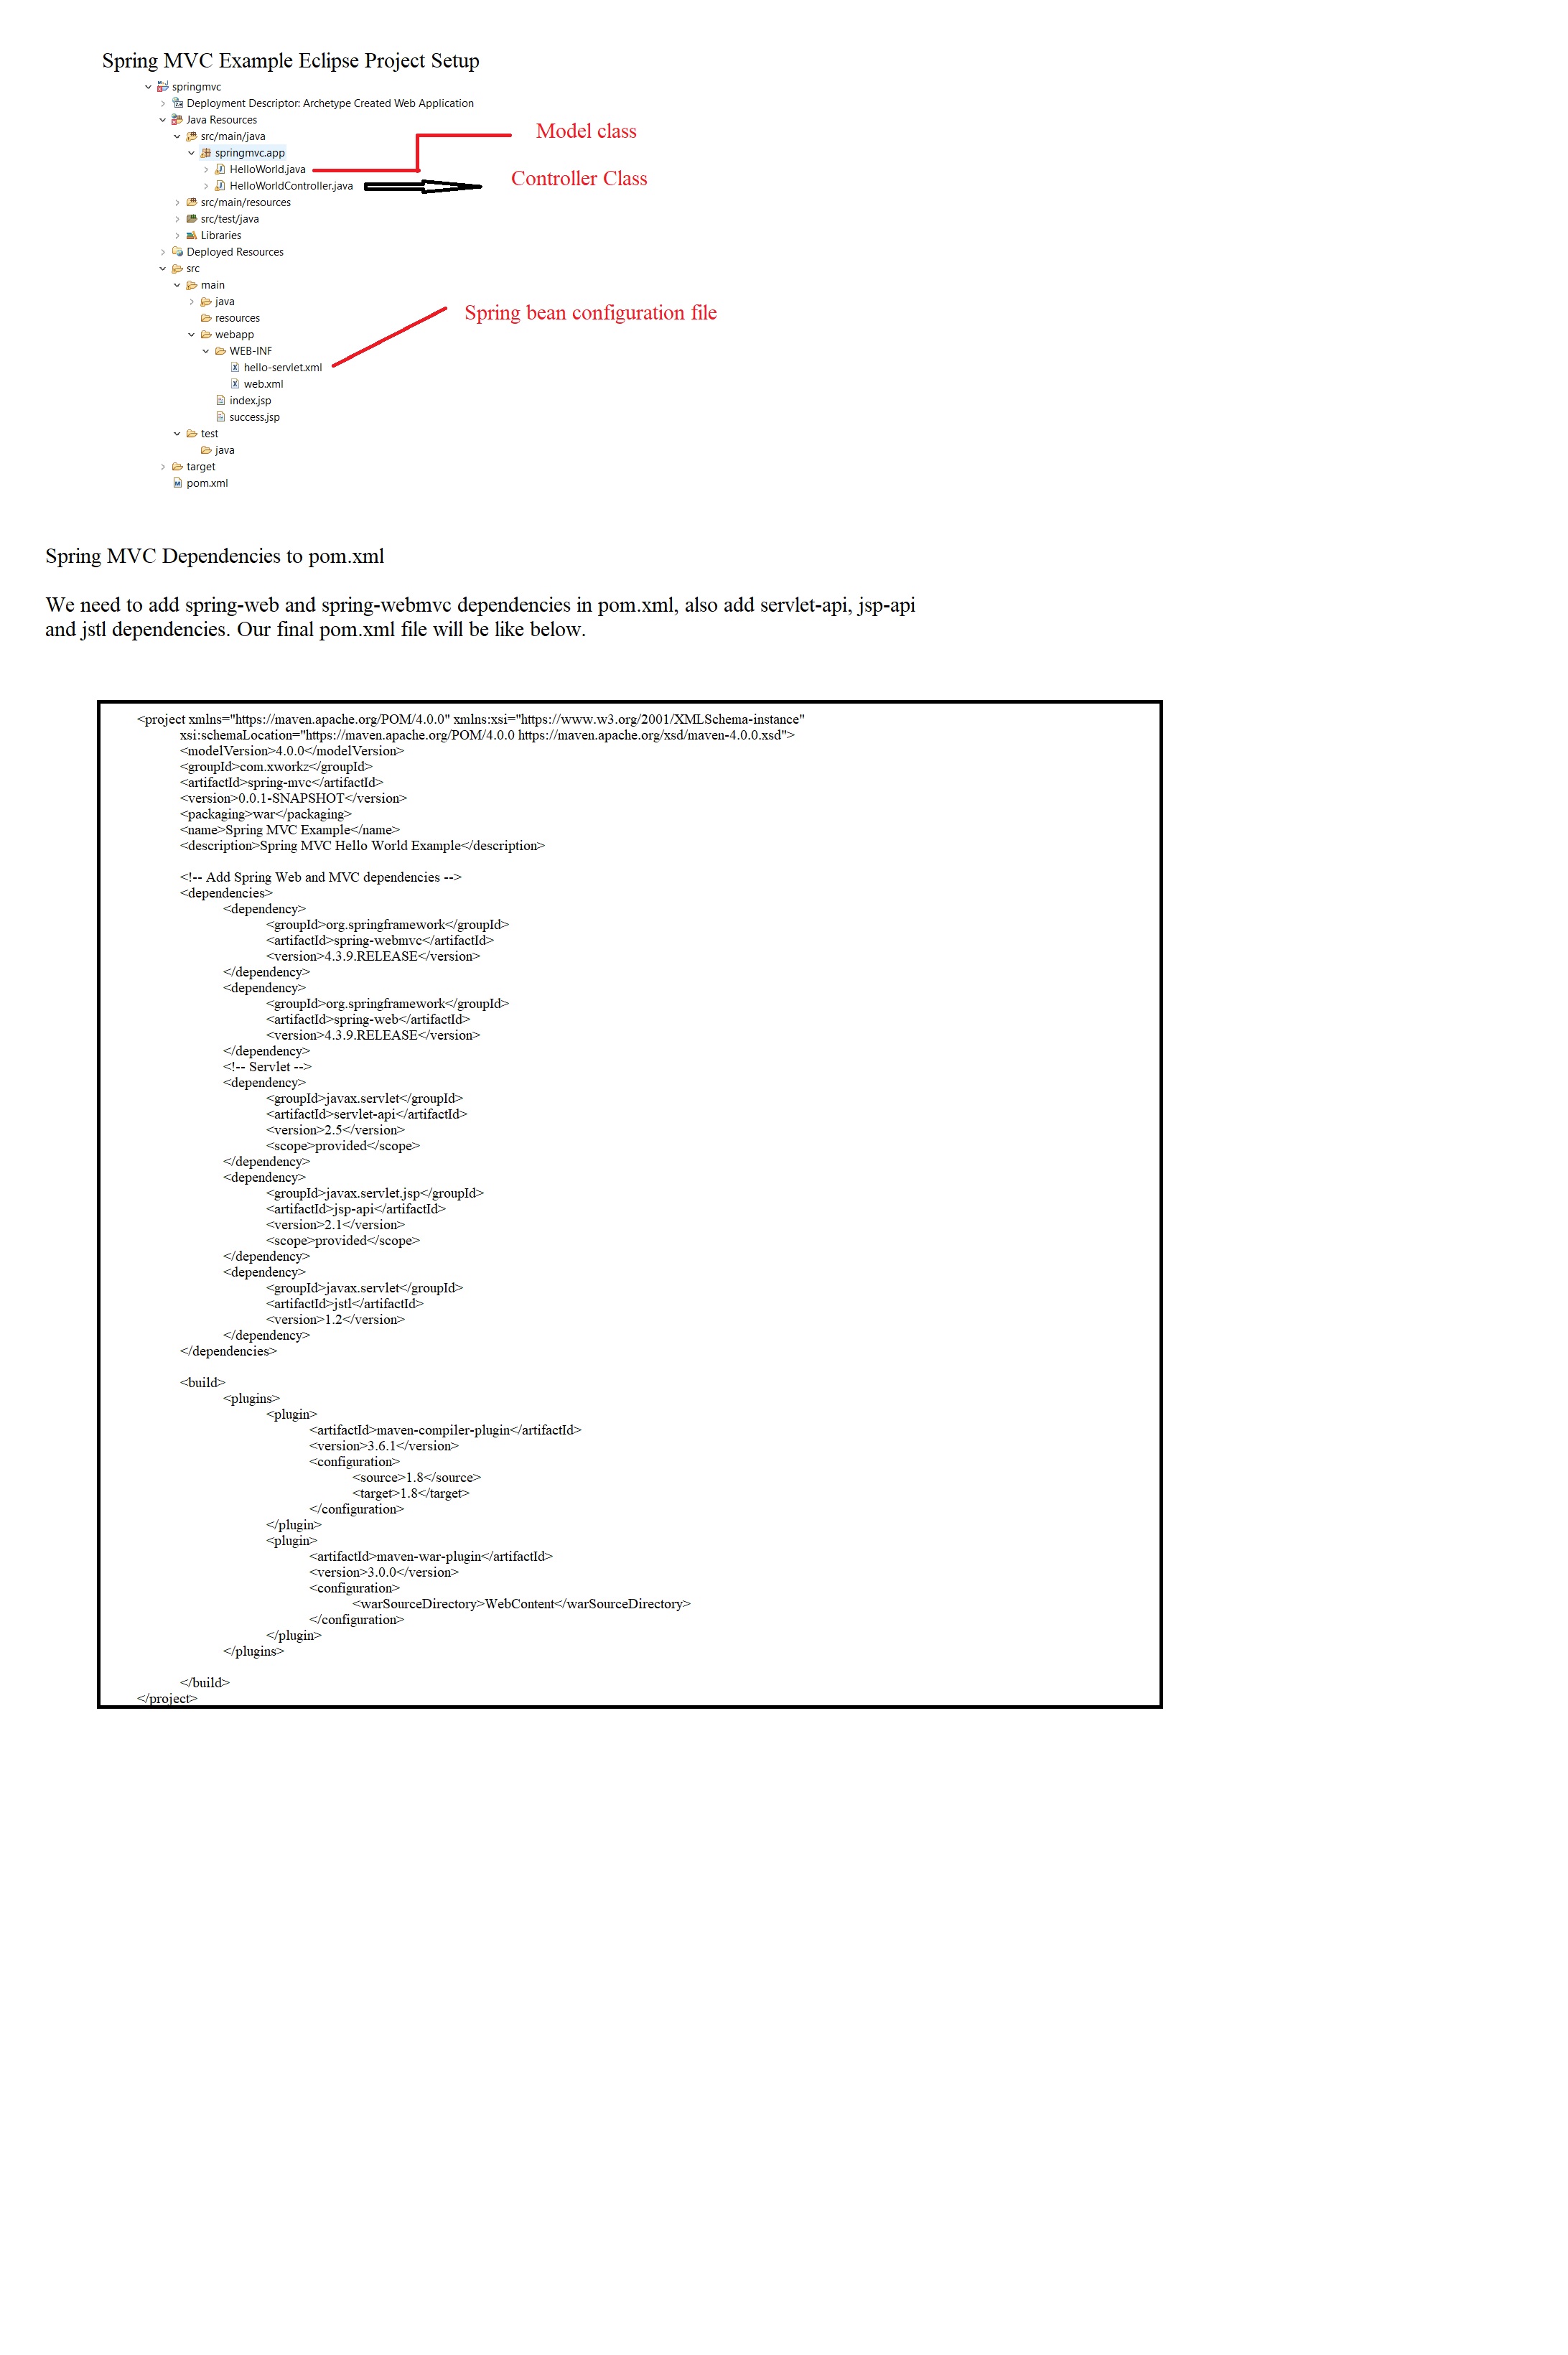 Spring MVC Example Eclipse Project Setup
springmvc
Deployment Descriptor: Archetype Created Web Application
Java Resources
src/main/java
springmvc.app
HelloWorld.java
Model class
HelloWorldController.java
Controller Class
src/main/resources
src/test/java
Libraries
Deployed Resources
src
main
java
resources
Spring bean configuration file
webapp
WEB-INF
hello-servlet.xml
web.xml
index.jsp
success.jsp
test
java
target
pom.xml
Spring MVC Dependencies to pom.xml
We need to add spring-web and spring-webmvc dependencies in pom.xml, also add servlet-api, jsp-api
and jstl dependencies. Our final pom.xml file will be like below.
<project xmlns="https://maven.apache.org/POM/4.0.0" xmlns:xsi="https://www.w3.org/2001/XMLSchema-instance"
xsi:schemaLocation="https://maven.apache.org/POM/4.0.0 https://maven.apache.org/xsd/maven-4.0.0.xsd">
<modelVersion>4.0.0</modelVersion>
<groupId>com.xworkz</groupId>
<artifactId>spring-mvc</artifactId>
<version>0.0.1-SNAPSHOT</version>
<packaging>war</packaging>
<name>Spring MVC Example</name>
<description>Spring MVC Hello World Example</description>
<!-- Add Spring Web and MVC dependencies -->
<dependencies>
<dependency>
<groupId>org.springframework</groupId>
<artifactId>spring-webmvc</artifactId>
<version>4.3.9.RELEASE</version>
</dependency>
<dependency>
<groupId>org.springframework</groupId>
<artifactId>spring-web</artifactId>
<version>4.3.9.RELEASE</version>
</dependency>
<!-- Servlet -->
<dependency>
<groupId>javax.servlet</groupId>
<artifactId>servlet-api</artifactId>
<version>2.5</version>
<scope>provided</scope>
</dependency>
<dependency>
<groupId>javax.servlet.jsp</groupId>
<artifactId>jsp-api</artifactId>
<version>2.1</version>
<scope>provided</scope>
</dependency>
<dependency>
<groupId>javax.servlet</groupId>
<artifactId>jstl</artifactId>
<version>1.2</version>
</dependency>
</dependencies>
<build>
<plugins>
<plugin>
<artifactId>maven-compiler-plugin</artifactId>
<version>3.6.1</version>
<configuration>
<source>1.8</source>
<target>1.8</target>
</configuration>
</plugin>
<plugin>
<artifactId>maven-war-plugin</artifactId>
<version>3.0.0</version>
<configuration>
<warSourceDirectory>WebContent</warSourceDirectory>
</configuration>
</plugin>
</plugins>
</build>
</project>